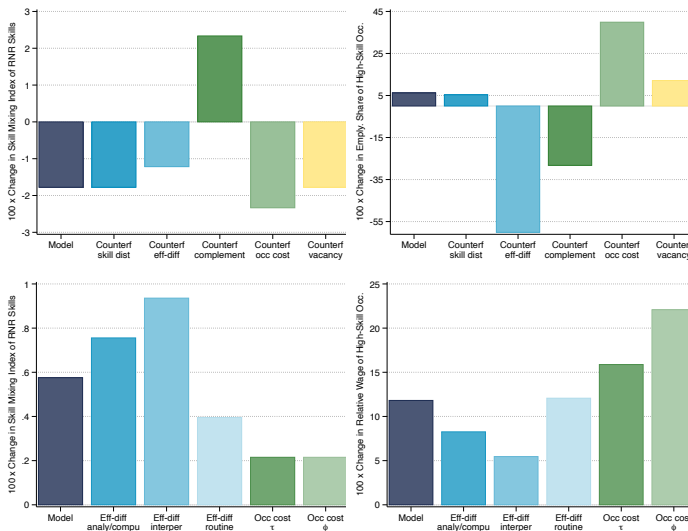 100 x Change in Skill Mixing Index of RNR Skills
3
2
1
0
-1
-2
-3
Model
Counterf
skill dist
Counterf
eff-diff
Counterf
complement
Counterf
occ cost
Counterf
vacancy
100 x Change in Emply. Share of High-Skill Occ.
45
25
5
-15
-35
-55
Model
Counterf
skill dist
Counterf
eff-diff
Counterf
complement
Counterf
occ cost
Counterf
vacancy
100 x Change in Skill Mixing Index of RNR Skills
1
.8
.6
.4
.2
0
Model
Eff-diff
analy/compu
Eff-diff
interper
Eff-diff
routine
Occ cost
τ
Occ cost
ϕ
100 x Change in Relative Wage of High-Skill Occ.
25
20
15
10
5
0
Model
Eff-diff
analy/compu
Eff-diff
interper
Eff-diff
routine
Occ cost
τ
Occ cost
ϕ